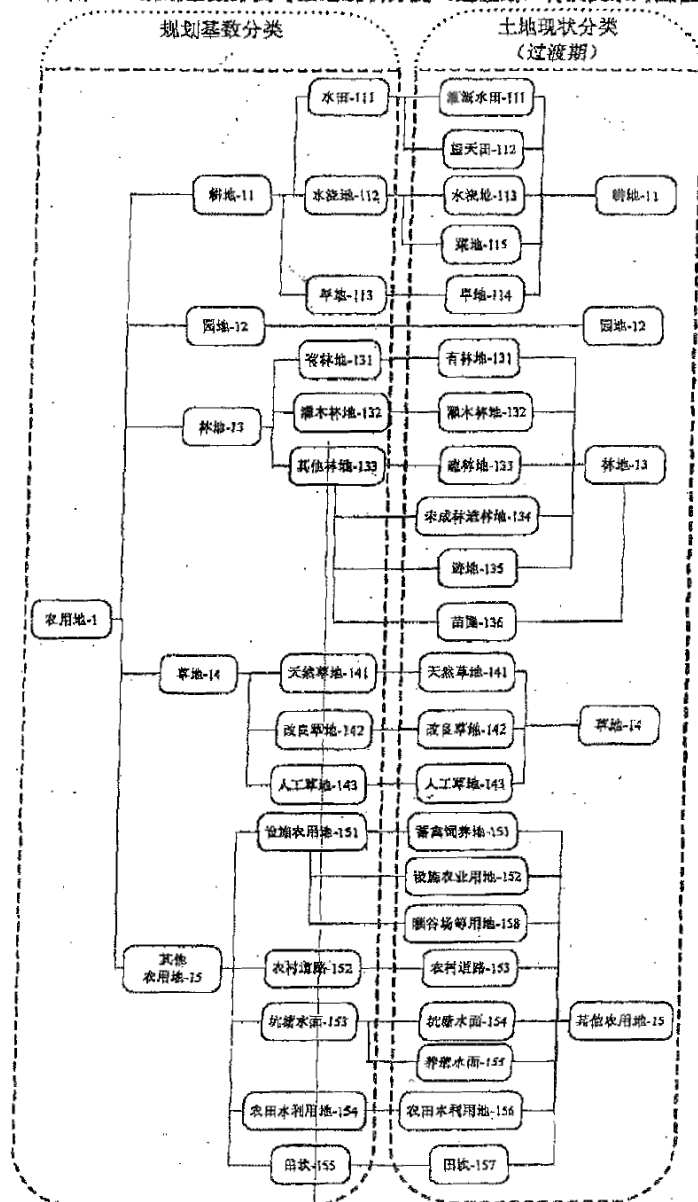 规划基数分类
土地现状分类
(过渡期)
水田-111
灌溉水田-111
望天田-112
耕地-11
水浇地-112
水浇地-113
耕地-11
菜地-115
旱地-113
旱地-114
园地-12
园地-12
有林地-131
有林地-131
林地-13
灌木林地-132
灌木林地-132
其他林地-133
疏林地-133
林地-13
未成林造林地-134
迹地-135
农用地-1
苗圃-136
草地-14
天然草地-141
天然草地-141
改良草地-142
改良草地-142
草地-14
人工草地-143
人工草地-143
设施农用地-151
畜禽饲养地-151
设施农业用地-152
晒谷场等用地-158
其他
农用地-15
农村道路-152
农村道路-153
坑塘水面-153
坑塘水面-154
其他农用地-15
养殖水面-155
农田水利用地-154
农田水利用地-156
田坎-155
田坎-157